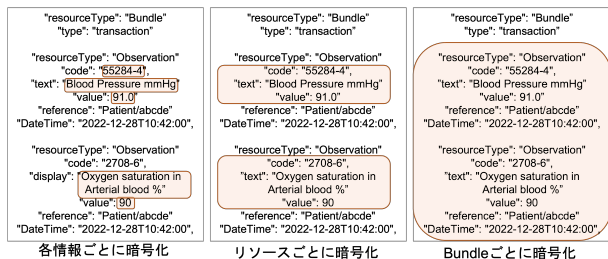 "resourceType": "Bundle"
"type": "transaction"
"resourceType": "Observation"
"code": "55284-4",
"text": "Blood Pressure mmHg"
"value": 91.0"
"reference": "Patient/abcde"
"DateTime": "2022-12-28T10:42:00",
"resourceType": "Observation"
"code": "2708-6",
"display": "Oxygen saturation in
Arterial blood %"
"value": 90
"reference": "Patient/abcde"
"DateTime": "2022-12-28T10:42:00",
各情報ごとに暗号化
"resourceType": "Bundle"
"type": "transaction"
"resourceType": "Observation"
"code": "55284-4",
"text": "Blood Pressure mmHg"
"value": 91.0"
"reference": "Patient/abcde"
"DateTime": "2022-12-28T10:42:00",
"resourceType": "Observation"
"code": "2708-6",
"text": "Oxygen saturation in
Arterial blood %"
"value": 90
"reference": "Patient/abcde"
"DateTime": "2022-12-28T10:42:00",
リソースごとに暗号化
"resourceType": "Bundle"
"type": "transaction"
"resourceType": "Observation"
"code": "55284-4",
"text": "Blood Pressure mmHg"
"value": 91.0"
"reference": "Patient/abcde"
"DateTime": "2022-12-28T10:42:00",
"resourceType": "Observation"
"code": "2708-6",
"text": "Oxygen saturation in
Arterial blood %"
"value": 90
"reference": "Patient/abcde"
"DateTime": "2022-12-28T10:42:00",
Bundleごとに暗号化